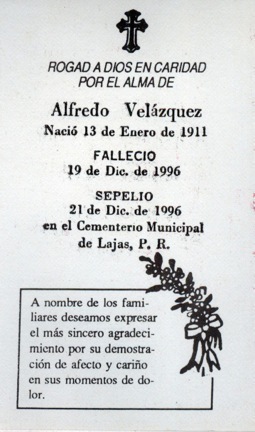 ROGAD A DIOS EN CARIDAD
POR EL ALMA DE
Alfredo Velázquez
Nació 13 de Enero de 1911
FALLECIO
19 de Dic. de 1996
SEPELIO
21 de Dic. de 1996
en el Cementerio Municipal
de Lajas, P. R.
A nombre de los fami-
liares deseamos expresar
el más sincero agradeci-
miento por su demostra-
ción de afecto y cariño
en sus momentos de do-
lor.